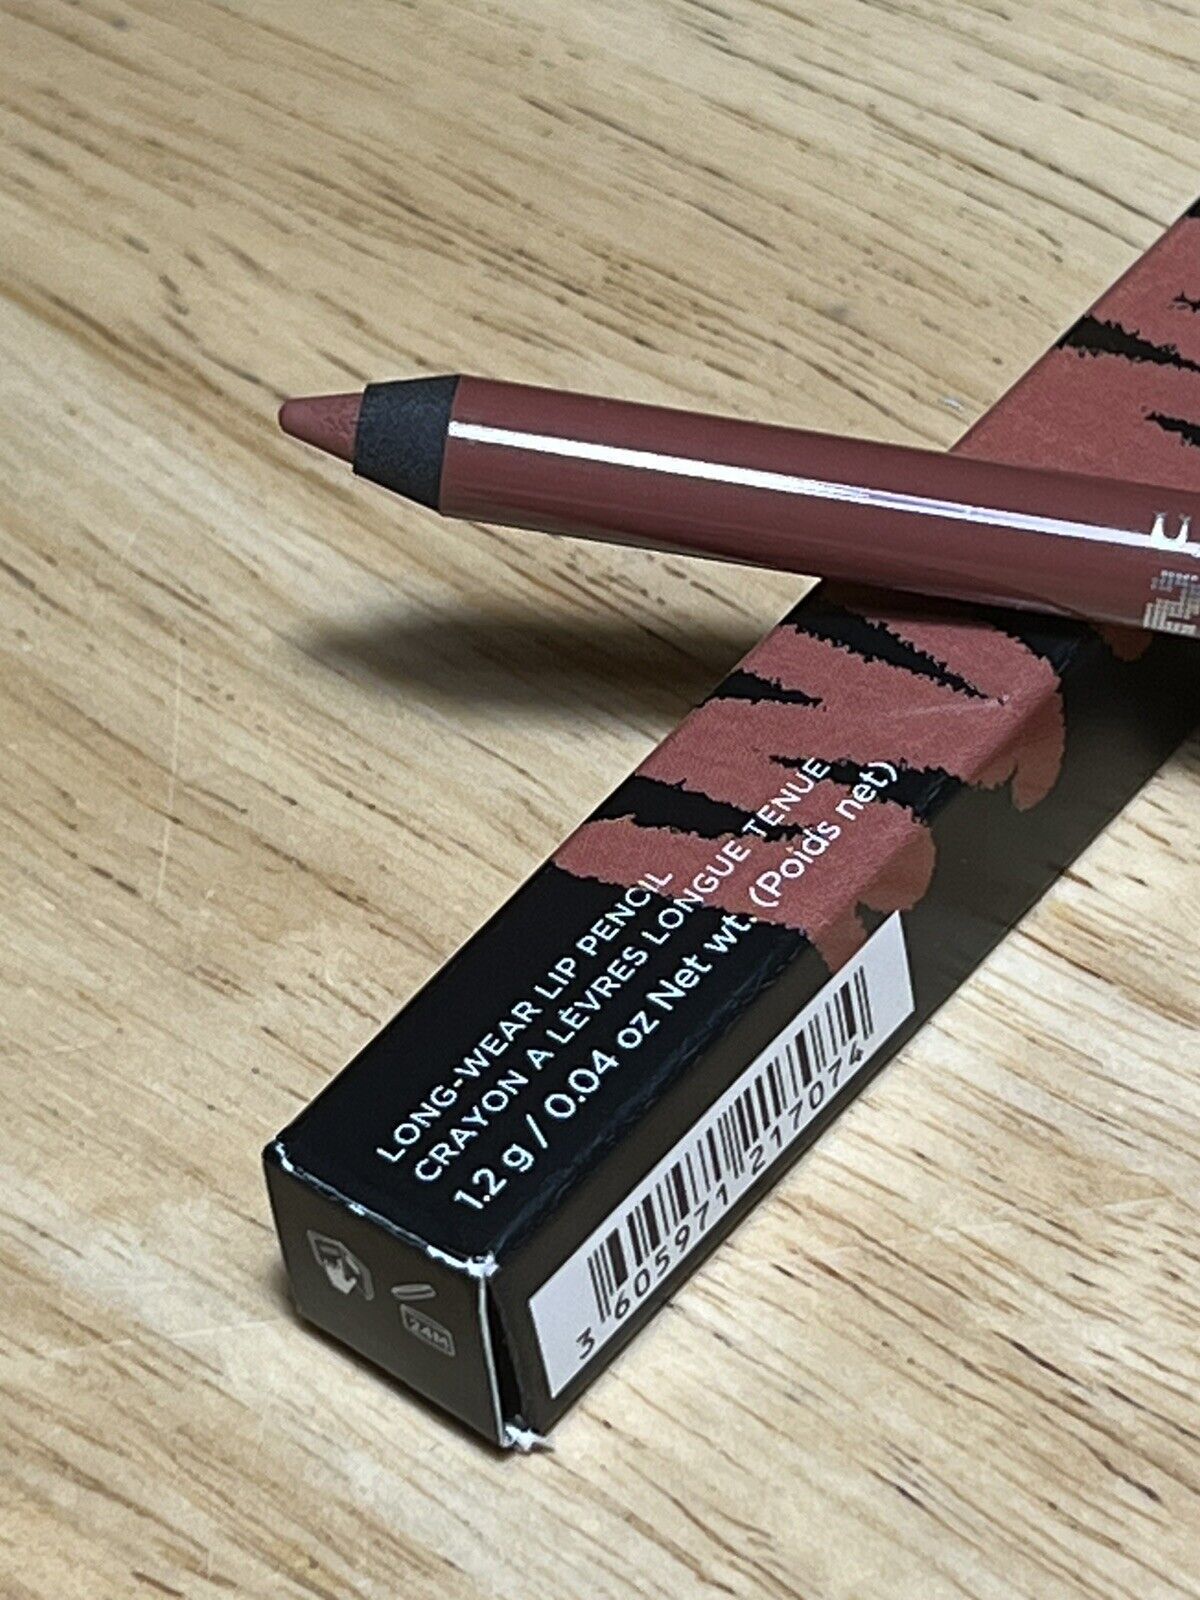 LONG-WEAR LIP PENCIL
CRAYON A LÈVRES LONGUE TENUE
1.2 g / 0.04 oz Net wt. (Poids net)
3 605971 217074
24M